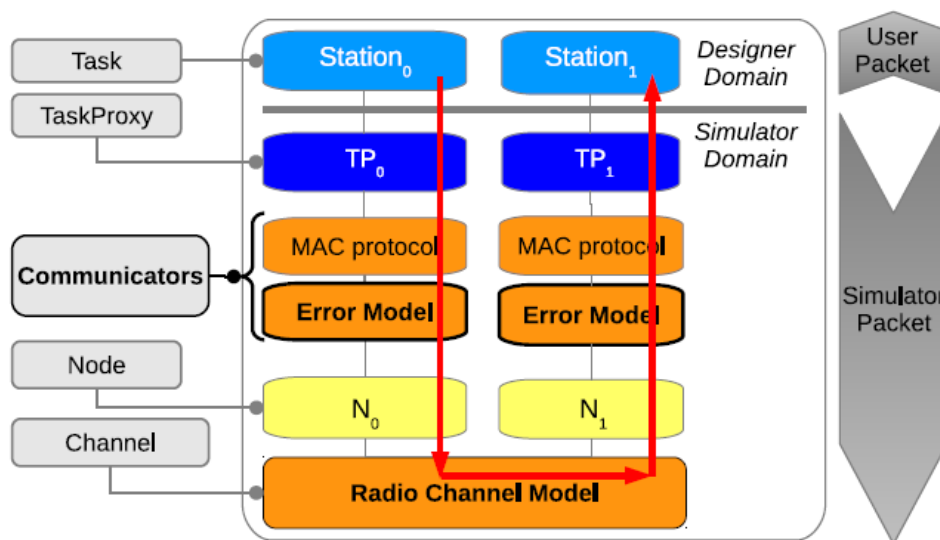 Task
TaskProxy
Communicators
Node
Channel
Station0
Station1
Designer
Domain
Simulator
Domain
TP0
TP1
MAC protocol
MAC protocol
Error Model
Error Model
N0
N1
Radio Channel Model
User
Packet
Simulator
Packet